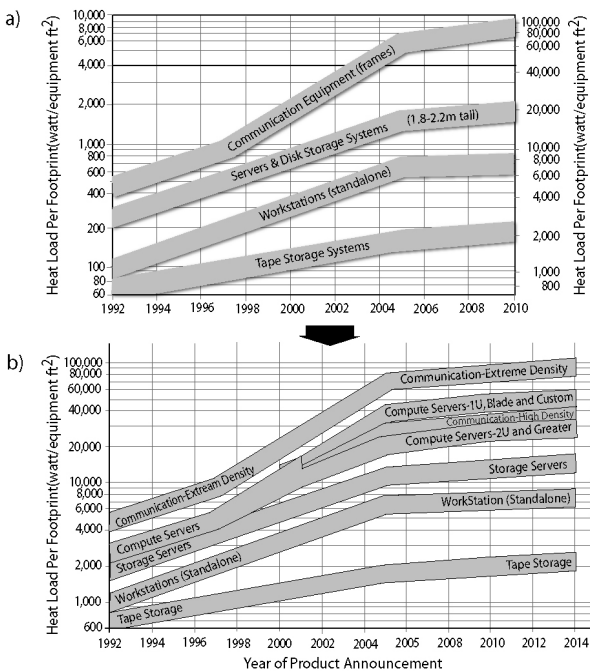 a)
Heat Load Per Footprint(watt/equipment ft²)
10,000
8,000
6,000
4,000
2,000
1,000
800
600
400
200
100
80
60
100,000
80,000
60,000
40,000
20,000
10,000
8,000
6,000
4,000
2,000
1,000
800
Heat Load Per Footprint(watt/equipment ft²)
Communication Equipment (frames)
Servers & Disk Storage Systems
(1.8-2.2m tall)
Workstations (standalone)
Tape Storage Systems
1992 1994 1996 1998 2000 2002 2004 2006 2008 2010
b)
Heat Load Per Footprint(watt/equipment ft²)
100,000
80,000
60,000
40,000
20,000
10,000
8,000
6,000
4,000
2,000
1,000
600
Communication-Extreme Density
Compute Servers-1U, Blade and Custom
Communication-High Density
Compute Servers-2U and Greater
Communication-Extream Density
Storage Servers
Compute Servers
Storage Servers
WorkStation (Standalone)
Workstations (Standalone)
Tape Storage
Tape Storage
1992 1994 1996 1998 2000 2002 2004 2006 2008 2010 2012 2014
Year of Product Announcement